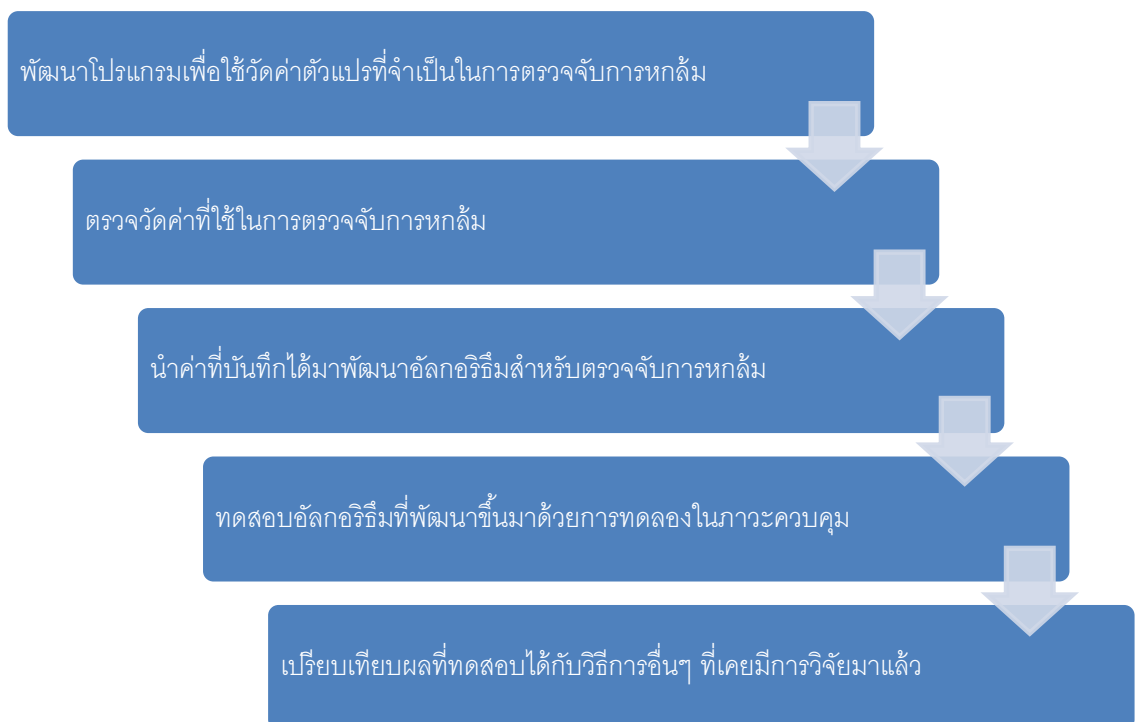 พัฒนาโปรแกรมเพื่อใช้วัดค่าตัวแปรที่จำเป็นในการตรวจจับการหกล้ม
ตรวจวัดค่าที่ใช้ในการตรวจจับการหกล้ม
นำค่าที่บันทึกได้มาพัฒนาอัลกอริธึมสำหรับตรวจจับการหกล้ม
ทดสอบอัลกอริธึมที่พัฒนาขึ้นมาด้วยการทดลองในภาวะควบคุม
เปรียบเทียบผลที่ทดสอบได้กับวิธีการอื่นๆ ที่เคยมีการวิจัยมาแล้ว